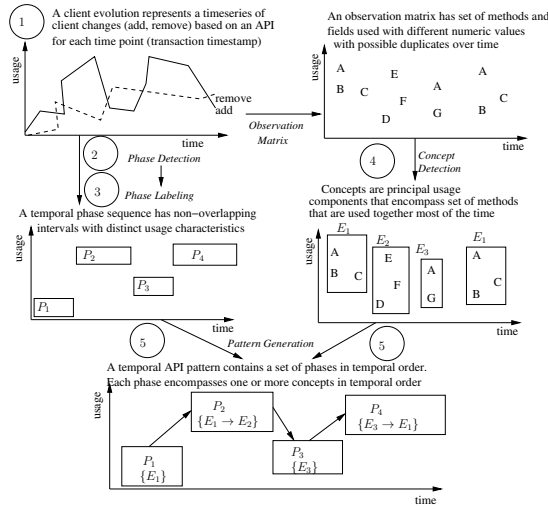 1
A client evolution represents a timeseries of
client changes (add, remove) based on an API
for each time point (transaction timestamp)
usage
remove
add
time
An observation matrix has set of methods and
fields used with different numeric values
with possible duplicates over time
usage
A
B
C
E
F
D
A
G
A
B
C
time
Observation
Matrix
2
Phase Detection
3
Phase Labeling
4
Concept
Detection
A temporal phase sequence has non-overlapping
intervals with distinct usage characteristics
usage
P1
P2
P3
P4
time
Concepts are principal usage
components that encompass set of methods
that are used together most of the time
usage
E1
A
B
C
E2
E
F
D
E3
A
G
E1
A
B
C
time
5
Pattern Generation
5
A temporal API pattern contains a set of phases in temporal order.
Each phase encompasses one or more concepts in temporal order
usage
P1
{E1}
P2
{E1 → E2}
P3
{E3}
P4
{E3 → E1}
time